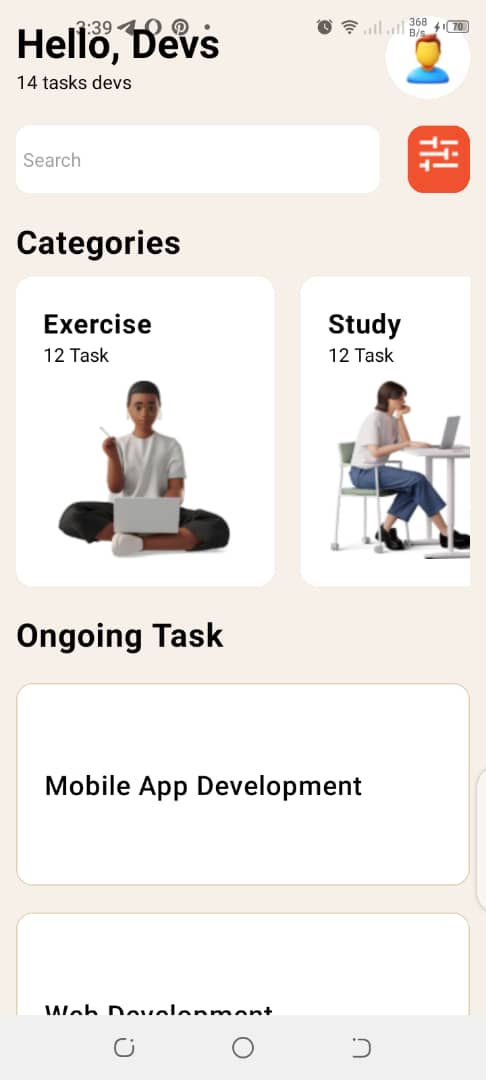 3:39
368
B/s
70
Hello, Devs
14 tasks devs
Search
Categories
Exercise
12 Task
Study
12 Task
Ongoing Task
Mobile App Development
Web Development